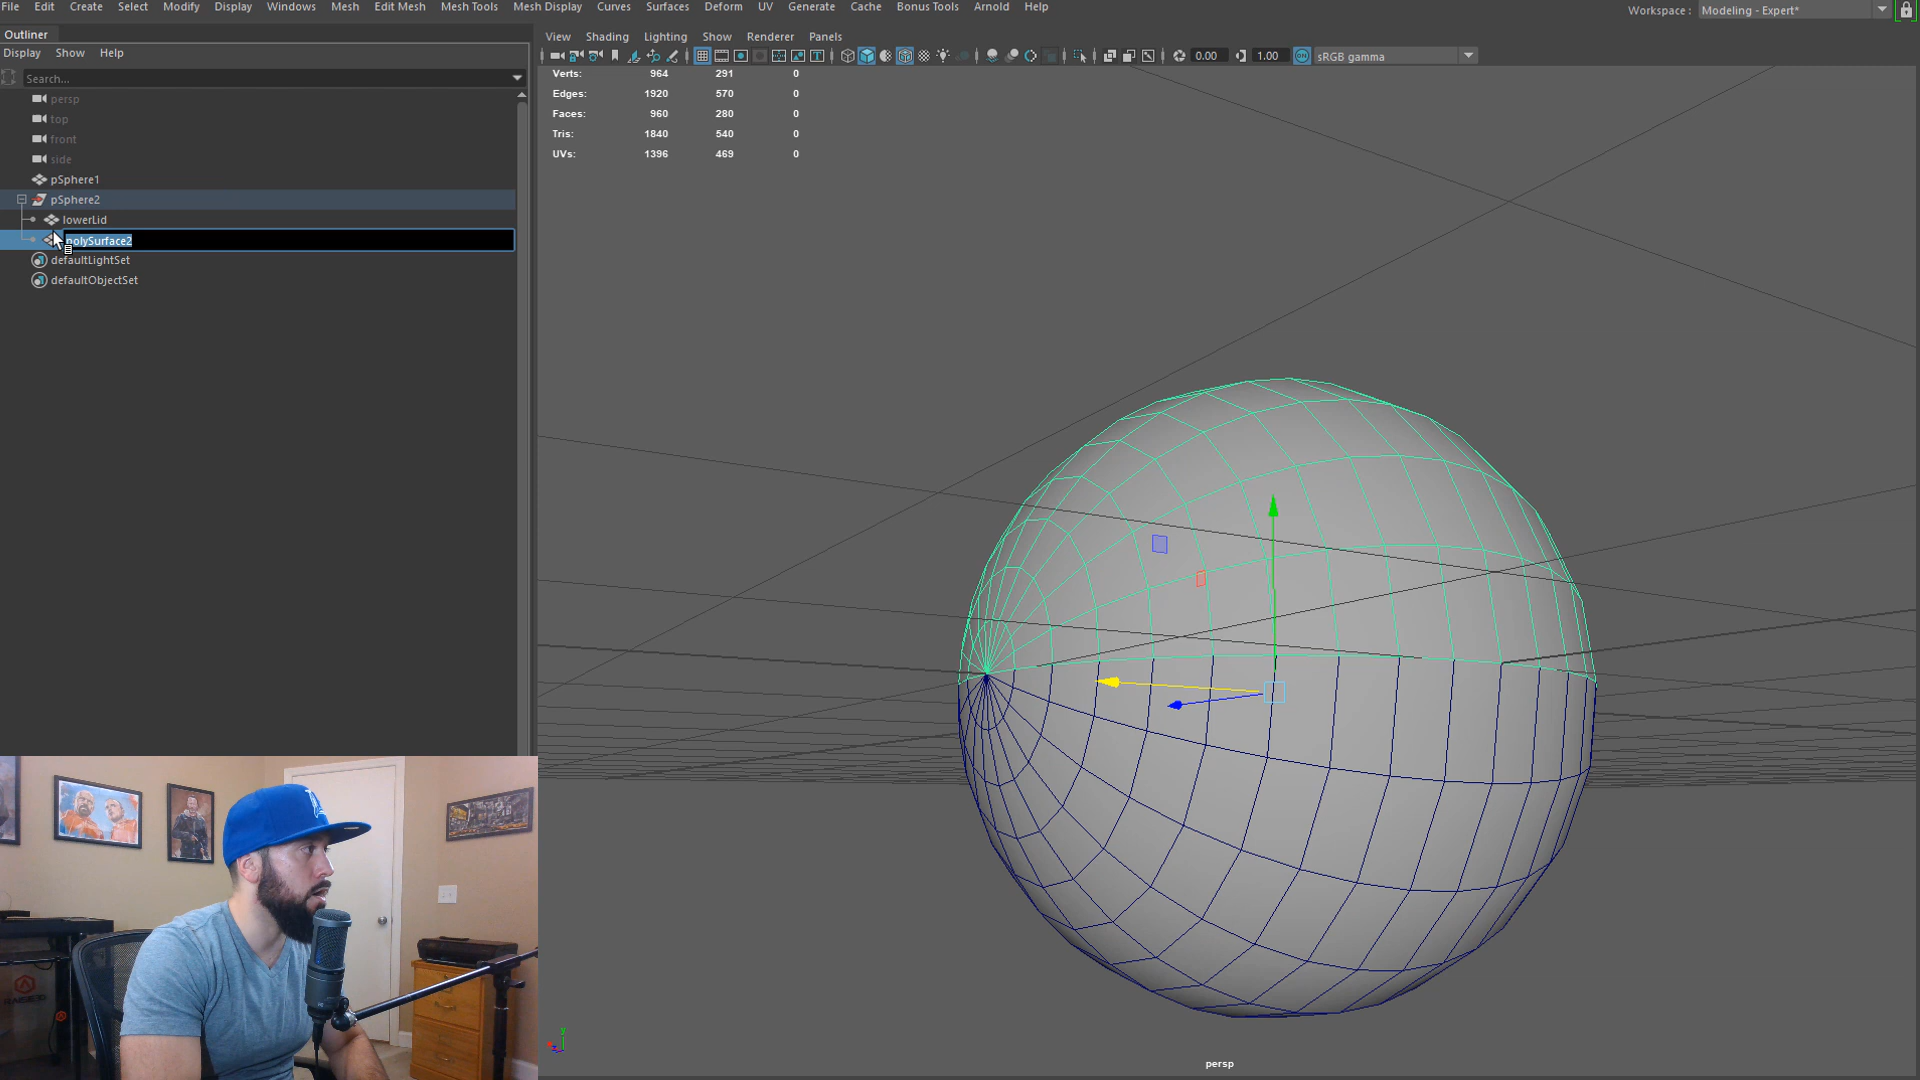 File Edit Create Select Modify Display Windows Mesh Edit Mesh Mesh Tools Mesh Display Curves Surfaces Deform UV Generate Cache Bonus Tools Arnold Help Workspace : Modeling - Expert*
Outliner
Display Show Help
View Shading Lighting Show Renderer Panels
0.00 1.00 sRGB gamma
Search...
persp
top
front
side
pSphere1
pSphere2
lowerLid
polySurface2
defaultLightSet
defaultObjectSet
Verts: 964 291 0
Edges: 1920 570 0
Faces: 960 280 0
Tris: 1840 540 0
UVs: 1396 469 0
y
persp